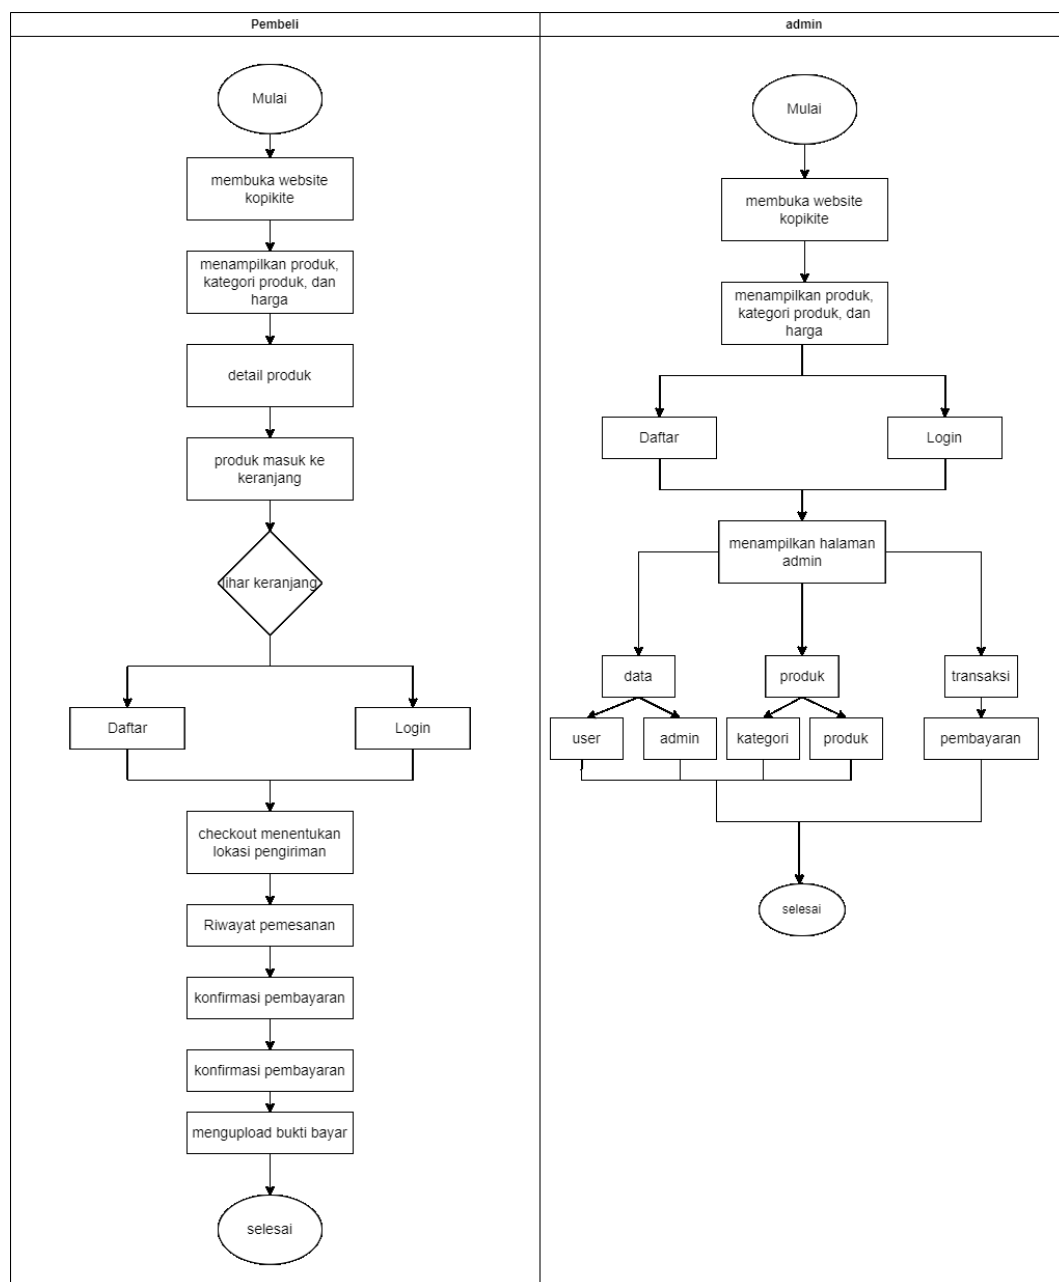 Pembeli
Mulai
membuka website
kopikite
menampilkan produk,
kategori produk, dan
harga
detail produk
produk masuk ke
keranjang
lihar keranjang
Daftar
Login
checkout menentukan
lokasi pengiriman
Riwayat pemesanan
konfirmasi pembayaran
konfirmasi pembayaran
mengupload bukti bayar
selesai
admin
Mulai
membuka website
kopikite
menampilkan produk,
kategori produk, dan
harga
Daftar
Login
menampilkan halaman
admin
data
produk
transaksi
user
admin
kategori
produk
pembayaran
selesai